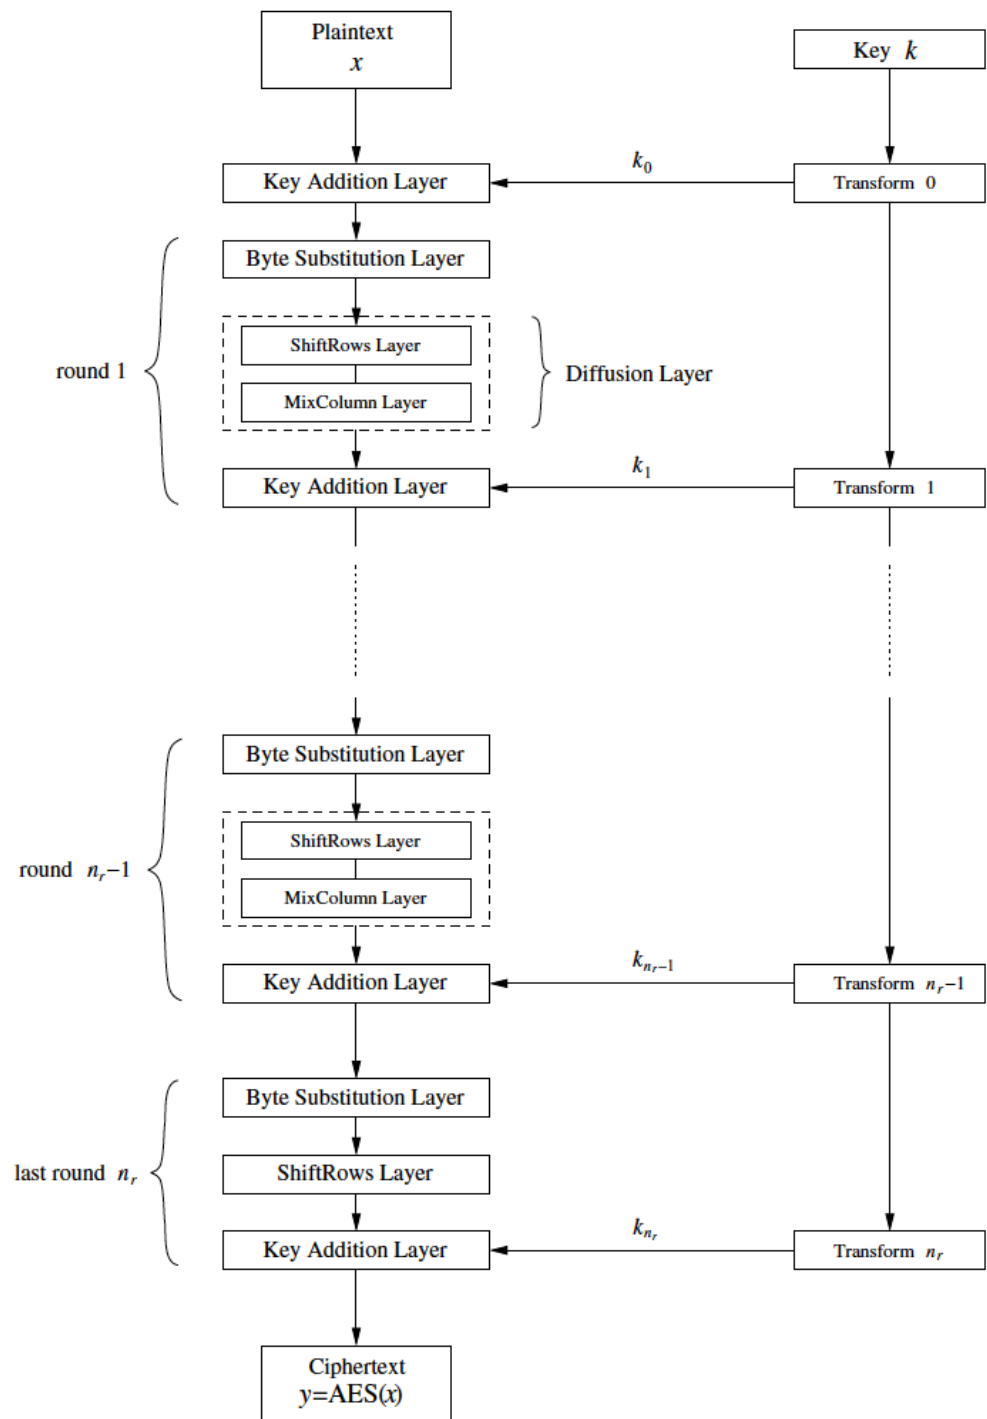 Plaintext
x
Key k
k₀
Key Addition Layer
Transform 0
Byte Substitution Layer
ShiftRows Layer
round 1
Diffusion Layer
MixColumn Layer
k₁
Key Addition Layer
Transform 1
Byte Substitution Layer
ShiftRows Layer
round nᵣ−1
MixColumn Layer
kₙᵣ₋₁
Key Addition Layer
Transform nᵣ−1
Byte Substitution Layer
last round nᵣ
ShiftRows Layer
kₙᵣ
Key Addition Layer
Transform nᵣ
Ciphertext
y=AES(x)